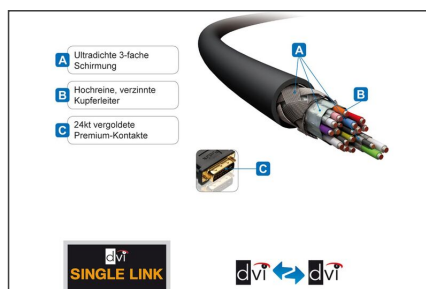 A Ultradichte 3-fache
Schirmung
A
B Hochreine, verzinnte
Kupferleiter
B
C 24kt vergoldete
Premium-Kontakte
C
dvi
SINGLE LINK
dvi dvi